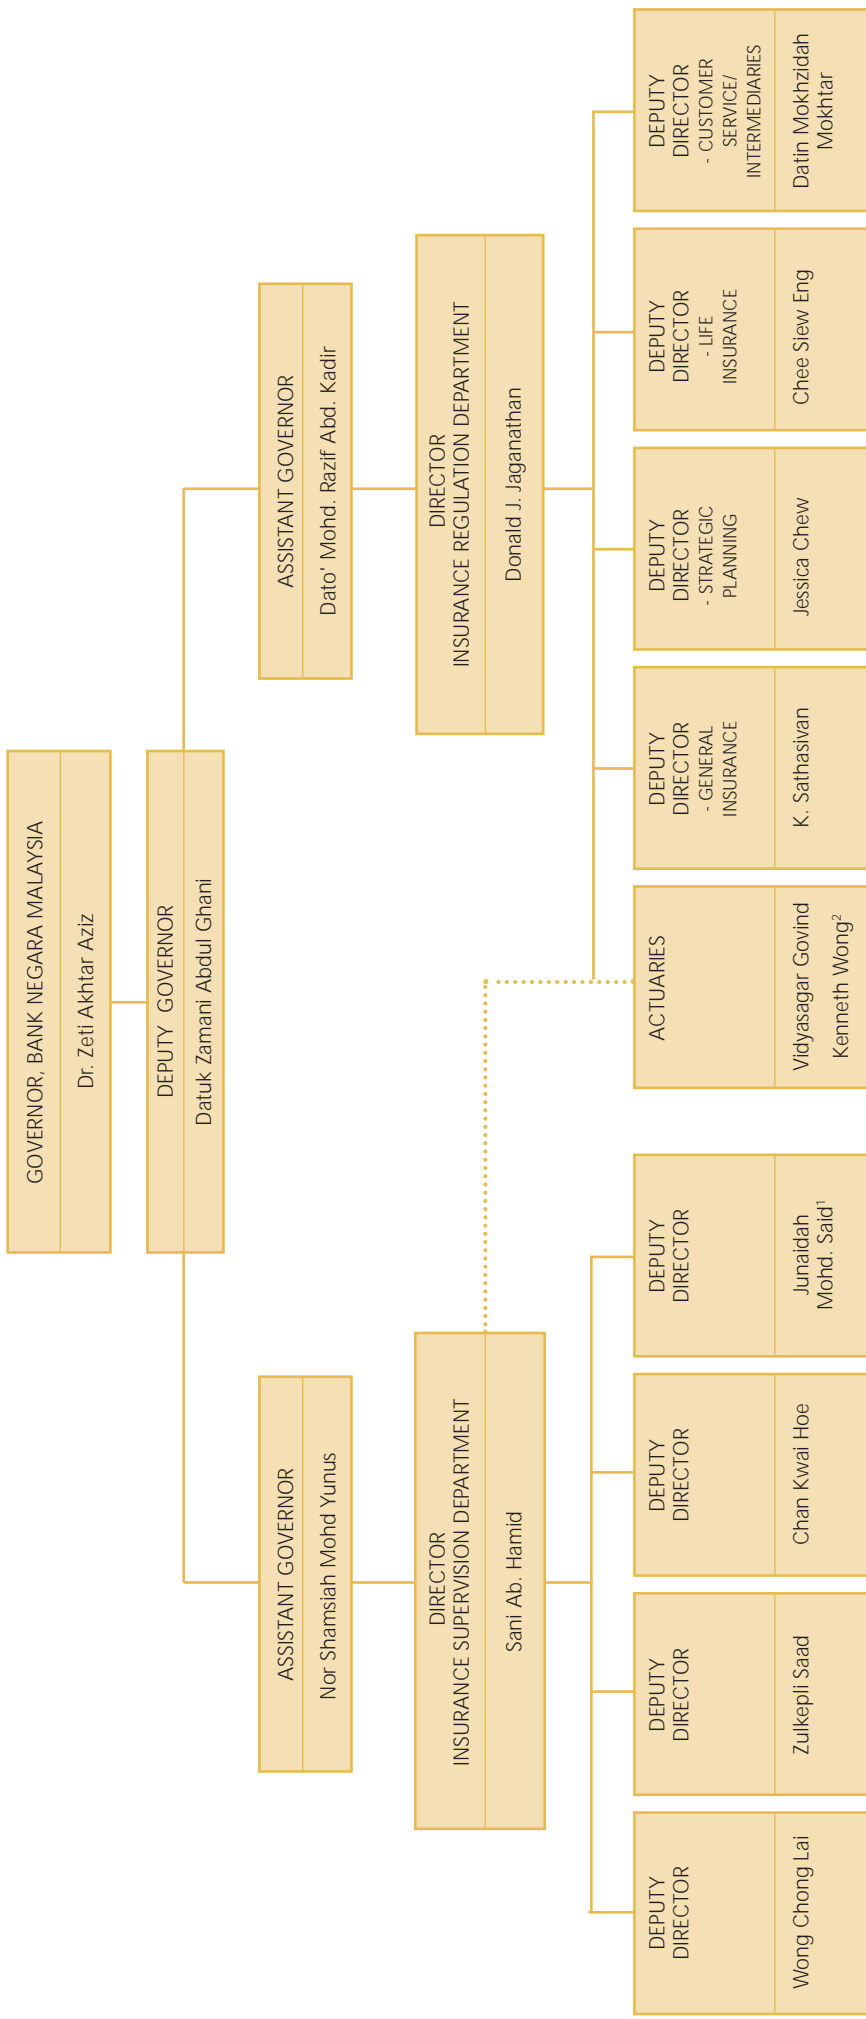 GOVERNOR, BANK NEGARA MALAYSIA
Dr. Zeti Akhtar Aziz
DEPUTY GOVERNOR
Datuk Zamani Abdul Ghani
ASSISTANT GOVERNOR
Nor Shamsiah Mohd Yunus
ASSISTANT GOVERNOR
Dato' Mohd. Razif Abd. Kadir
DIRECTOR
INSURANCE SUPERVISION DEPARTMENT
Sani Ab. Hamid
DIRECTOR
INSURANCE REGULATION DEPARTMENT
Donald J. Jaganathan
DEPUTY
DIRECTOR
Wong Chong Lai
DEPUTY
DIRECTOR
Zulkepli Saad
DEPUTY
DIRECTOR
Chan Kwai Hoe
DEPUTY
DIRECTOR
Junaidah
Mohd. Said¹
ACTUARIES
Vidyasagar Govind
Kenneth Wong²
DEPUTY
DIRECTOR
- GENERAL
INSURANCE
K. Sathasivan
DEPUTY
DIRECTOR
- STRATEGIC
PLANNING
Jessica Chew
DEPUTY
DIRECTOR
- LIFE
INSURANCE
Chee Siew Eng
DEPUTY
DIRECTOR
- CUSTOMER
SERVICE/
INTERMEDIARIES
Datin Mokhzidah
Mokhtar